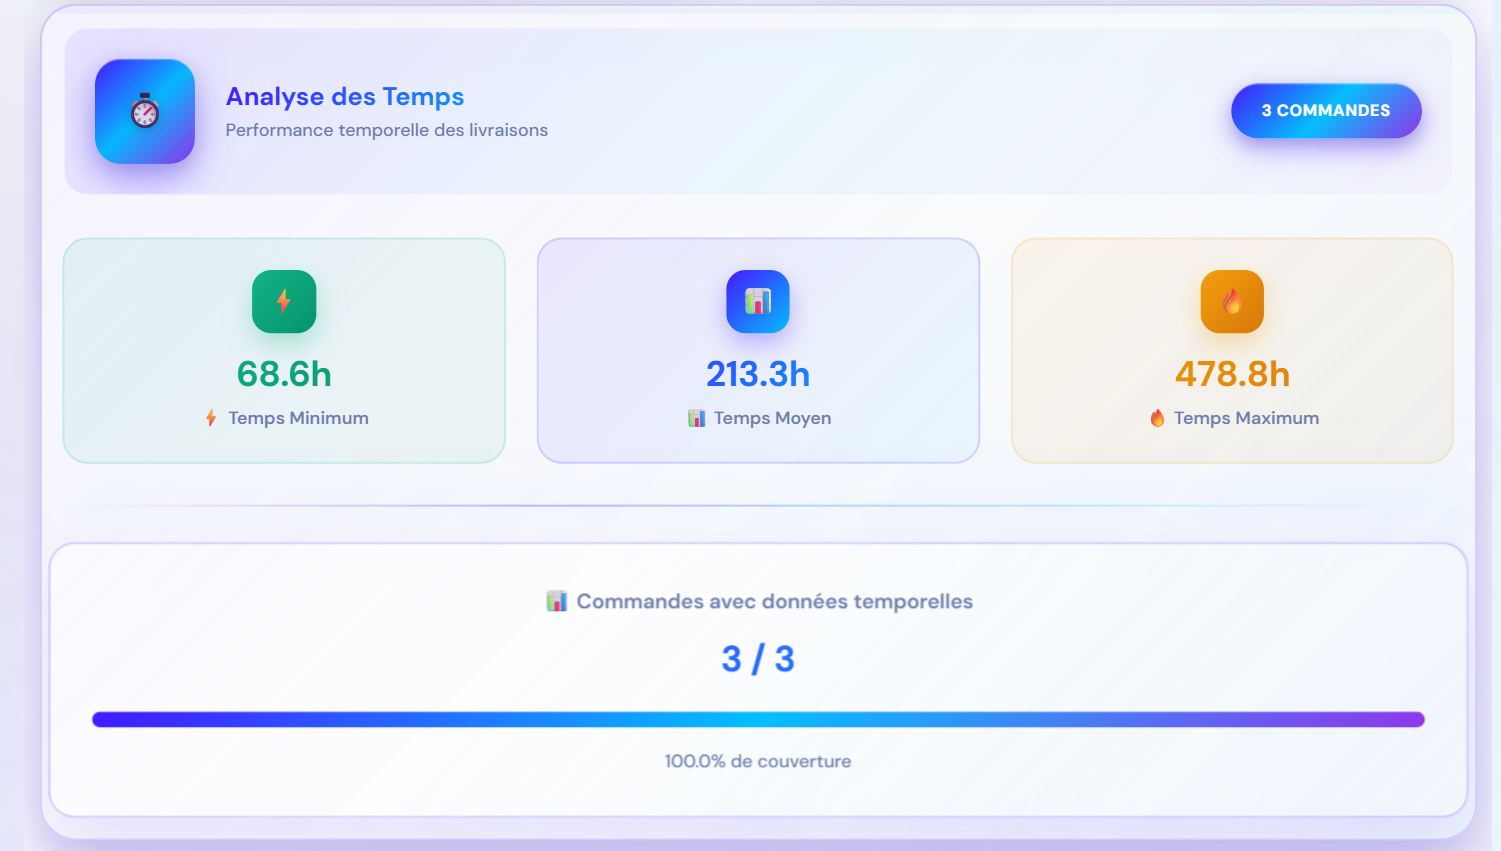 Analyse des Temps
Performance temporelle des livraisons
3 COMMANDES
68.6h
Temps Minimum
213.3h
Temps Moyen
478.8h
Temps Maximum
Commandes avec données temporelles
3 / 3
100.0% de couverture